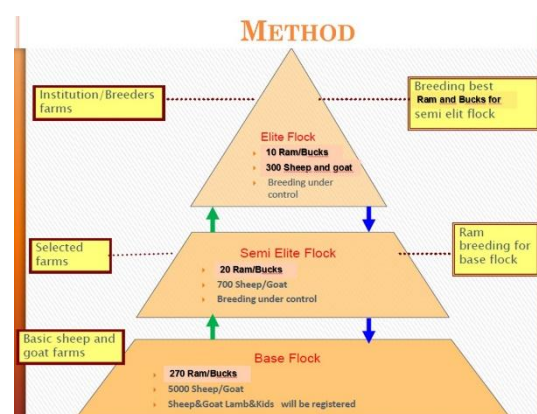 METHOD
Institution/Breeders
farms
Breeding best
Ram and Bucks for
semi elit flock
Elite Flock
10 Ram/Bucks
300 Sheep and goat
Breeding under
control
Selected
farms
Semi Elite Flock
20 Ram/Bucks
700 Sheep/Goat
Breeding under control
Ram
breeding for
base flock
Basic sheep and
goat farms
Base Flock
270 Ram/Bucks
5000 Sheep/Goat
Sheep&Goat Lamb&Kids will be registered